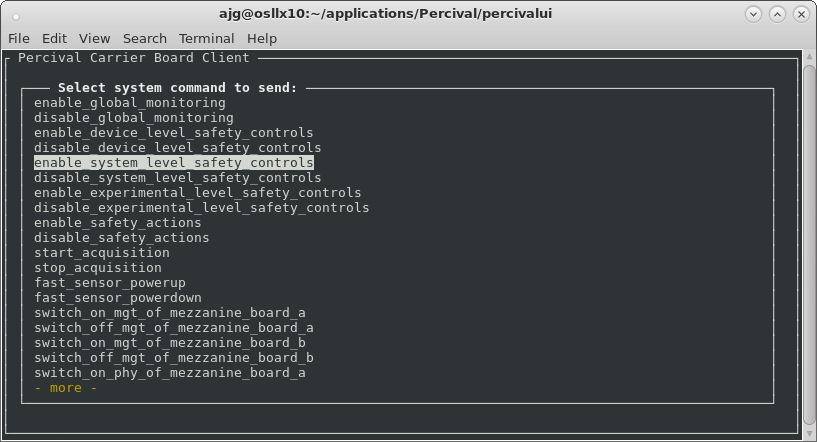 ajg@osllx10:~/applications/Percival/percivalui
File Edit View Search Terminal Help
Percival Carrier Board Client
Select system command to send:
enable_global_monitoring
disable_global_monitoring
enable_device_level_safety_controls
disable_device_level_safety_controls
enable_system_level_safety_controls
disable_system_level_safety_controls
enable_experimental_level_safety_controls
disable_experimental_level_safety_controls
enable_safety_actions
disable_safety_actions
start_acquisition
stop_acquisition
fast_sensor_powerup
fast_sensor_powerdown
switch_on_mgt_of_mezzanine_board_a
switch_off_mgt_of_mezzanine_board_a
switch_on_mgt_of_mezzanine_board_b
switch_off_mgt_of_mezzanine_board_b
switch_on_phy_of_mezzanine_board_a
- more -